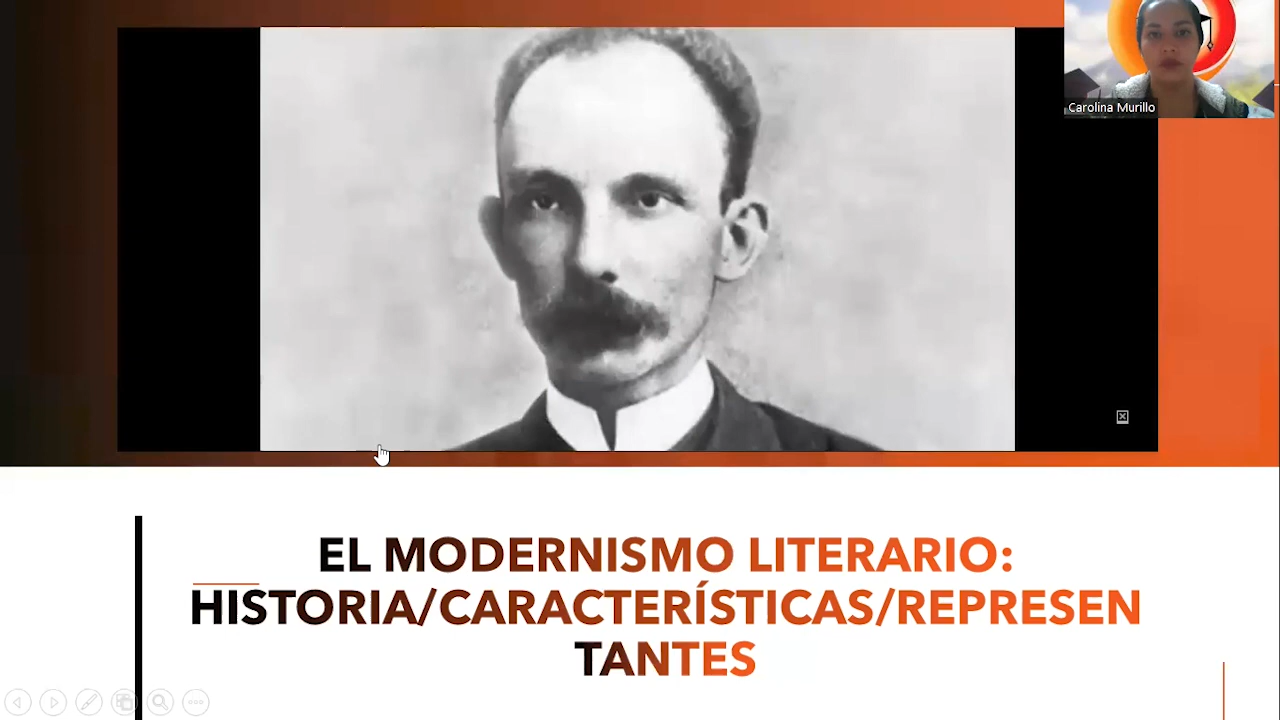 Carolina Murillo
EL MODERNISMO LITERARIO:
HISTORIA/CARACTERÍSTICAS/REPRESEN
TANTES